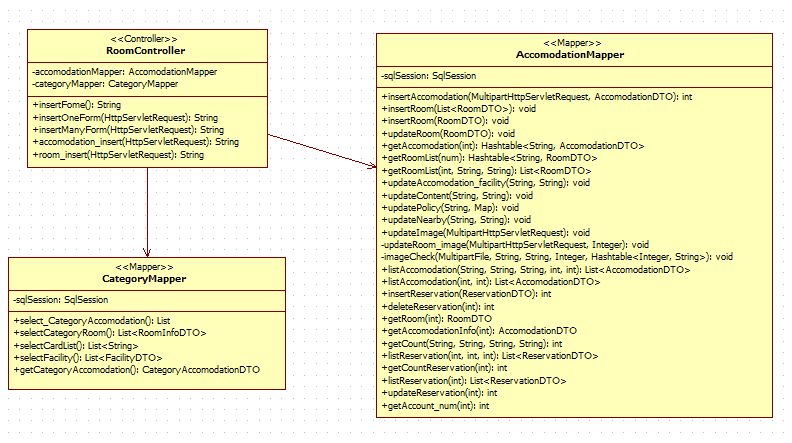 <<Controller>>
RoomController
-accomodationMapper: AccomodationMapper
-categoryMapper: CategoryMapper
+insertFome(): String
+insertOneForm(HttpServletRequest): String
+insertManyForm(HttpServletRequest): String
+accomodation_insert(HttpServletRequest): String
+room_insert(HttpServletRequest): String
<<Mapper>>
AccomodationMapper
-sqlSession: SqlSession
+insertAccomodation(MultipartHttpServletRequest, AccomodationDTO): int
+insertRoom(List<RoomDTO>): void
+insertRoom(RoomDTO): void
+updateRoom(RoomDTO): void
+getAccomodation(int): Hashtable<String, AccomodationDTO>
+getRoomList(num): Hashtable<String, RoomDTO>
+getRoomList(int, String, String): List<RoomDTO>
+updateAccomodation_facility(String, String): void
+updateContent(String, String): void
+updatePolicy(String, Map): void
+updateNearby(String, String): void
+updateImage(MultipartHttpServletRequest): void
-updateRoom_image(MultipartHttpServletRequest, Integer): void
-imageCheck(MultipartFile, String, String, Integer, Hashtable<Integer, String>): void
+listAccomodation(String, String, String, int, int): List<AccomodationDTO>
+listAccomodation(int, int): List<AccomodationDTO>
+insertReservation(ReservationDTO): int
+deleteReservation(int): int
+getRoom(int): RoomDTO
+getAccomodationInfo(int): AccomodationDTO
+getCount(String, String, String, String): int
+listReservation(int, int, int): List<ReservationDTO>
+getCountReservation(int): int
+listReservation(int): List<ReservationDTO>
+updateReservation(int): int
+getAccount_num(int): int
<<Mapper>>
CategoryMapper
-sqlSession: SqlSession
+select_CategoryAccomodation(): List
+selectCategoryRoom(): List<RoomInfoDTO>
+selectCardList(): List<String>
+selectFacility(): List<FacilityDTO>
+getCategoryAccomodation(): CategoryAccomodationDTO